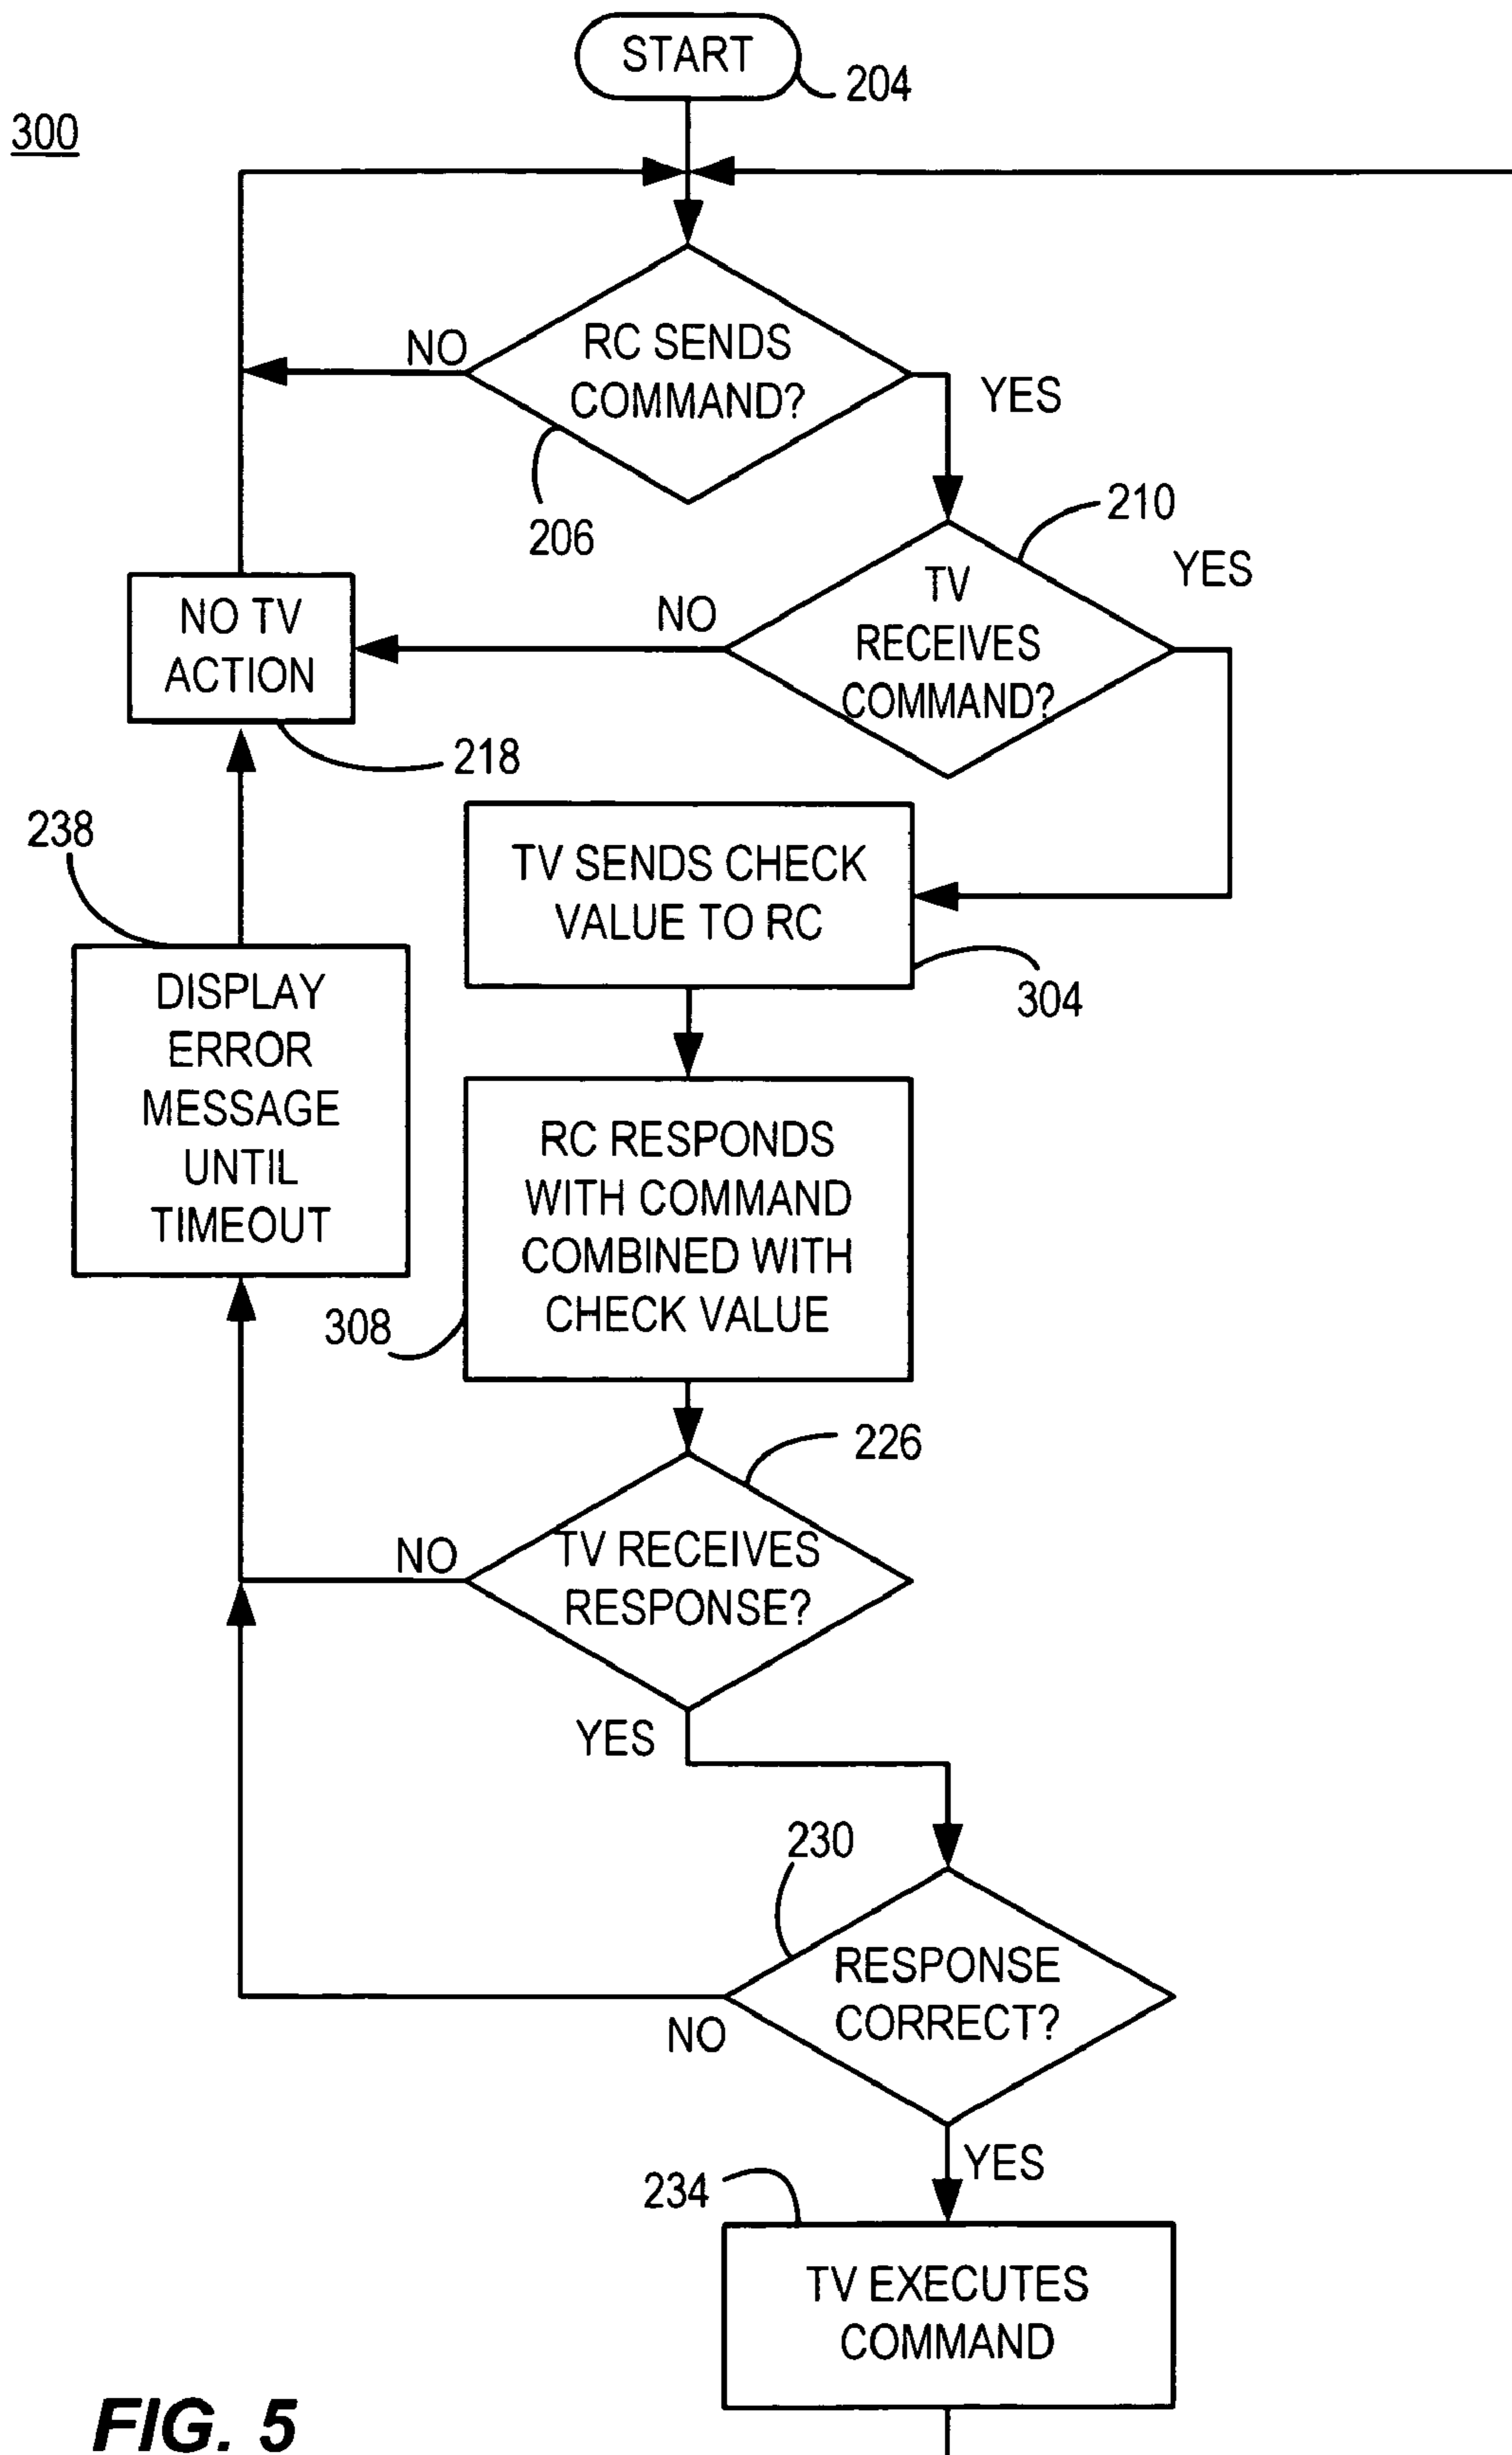 START
204
300
NO
RC SENDS
COMMAND?
YES
206
210
YES
NO TV
ACTION
NO
TV
RECEIVES
COMMAND?
218
238
TV SENDS CHECK
VALUE TO RC
304
DISPLAY
ERROR
MESSAGE
UNTIL
TIMEOUT
RC RESPONDS
WITH COMMAND
COMBINED WITH
CHECK VALUE
308
226
NO
TV RECEIVES
RESPONSE?
YES
230
RESPONSE
CORRECT?
NO
YES
234
TV EXECUTES
COMMAND
FIG. 5